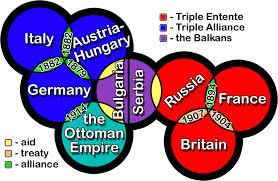 Italy
Austria-
Hungary
1882
1882
1879
Germany
1914
the
Ottoman
Empire
Bulgaria
Serbia
Russia
1894
France
1907
1904
Britain
- Triple Entente
- Triple Alliance
- the Balkans
- aid
- treaty
- alliance